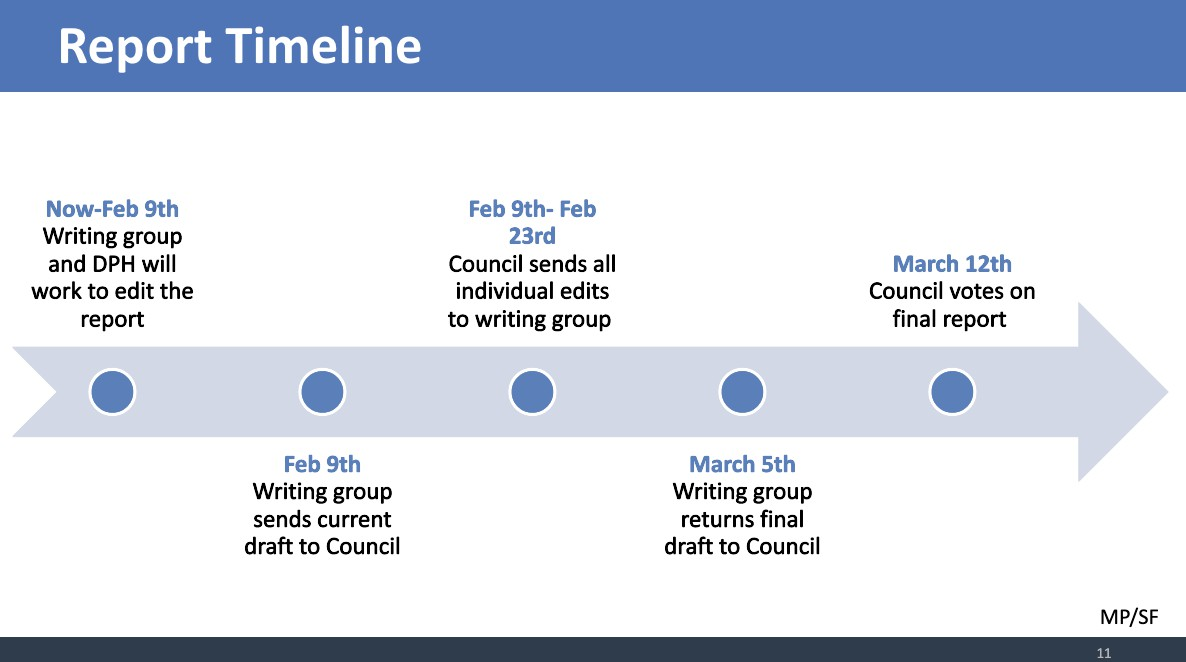 Report Timeline
Now-Feb 9th
Writing group
and DPH will
work to edit the
report
Feb 9th
Writing group
sends current
draft to Council
Feb 9th- Feb
23rd
Council sends all
individual edits
to writing group
March 5th
Writing group
returns final
draft to Council
March 12th
Council votes on
final report
MP/SF
11